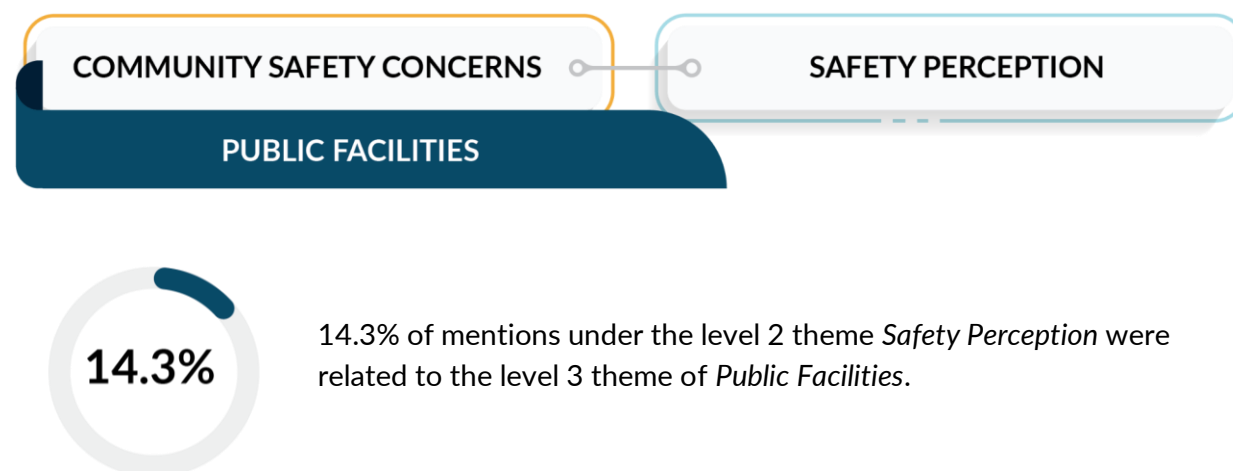 COMMUNITY SAFETY CONCERNS
SAFETY PERCEPTION
PUBLIC FACILITIES
14.3%
14.3% of mentions under the level 2 theme Safety Perception were
related to the level 3 theme of Public Facilities.